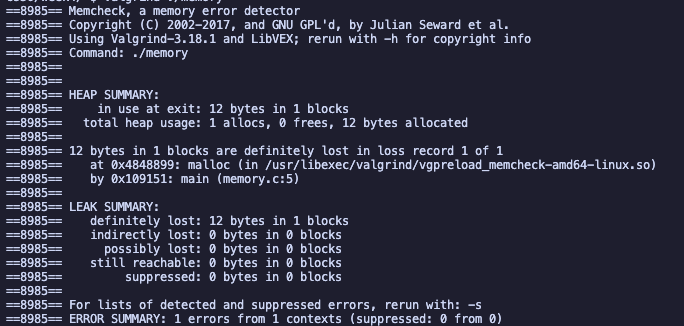 ==8985== Memcheck, a memory error detector
==8985== Copyright (C) 2002-2017, and GNU GPL'd, by Julian Seward et al.
==8985== Using Valgrind-3.18.1 and LibVEX; rerun with -h for copyright info
==8985== Command: ./memory
==8985==
==8985==
==8985== HEAP SUMMARY:
==8985==     in use at exit: 12 bytes in 1 blocks
==8985==   total heap usage: 1 allocs, 0 frees, 12 bytes allocated
==8985==
==8985== 12 bytes in 1 blocks are definitely lost in loss record 1 of 1
==8985==    at 0x4848899: malloc (in /usr/libexec/valgrind/vgpreload_memcheck-amd64-linux.so)
==8985==    by 0x109151: main (memory.c:5)
==8985==
==8985== LEAK SUMMARY:
==8985==    definitely lost: 12 bytes in 1 blocks
==8985==    indirectly lost: 0 bytes in 0 blocks
==8985==      possibly lost: 0 bytes in 0 blocks
==8985==    still reachable: 0 bytes in 0 blocks
==8985==         suppressed: 0 bytes in 0 blocks
==8985==
==8985== For lists of detected and suppressed errors, rerun with: -s
==8985== ERROR SUMMARY: 1 errors from 1 contexts (suppressed: 0 from 0)